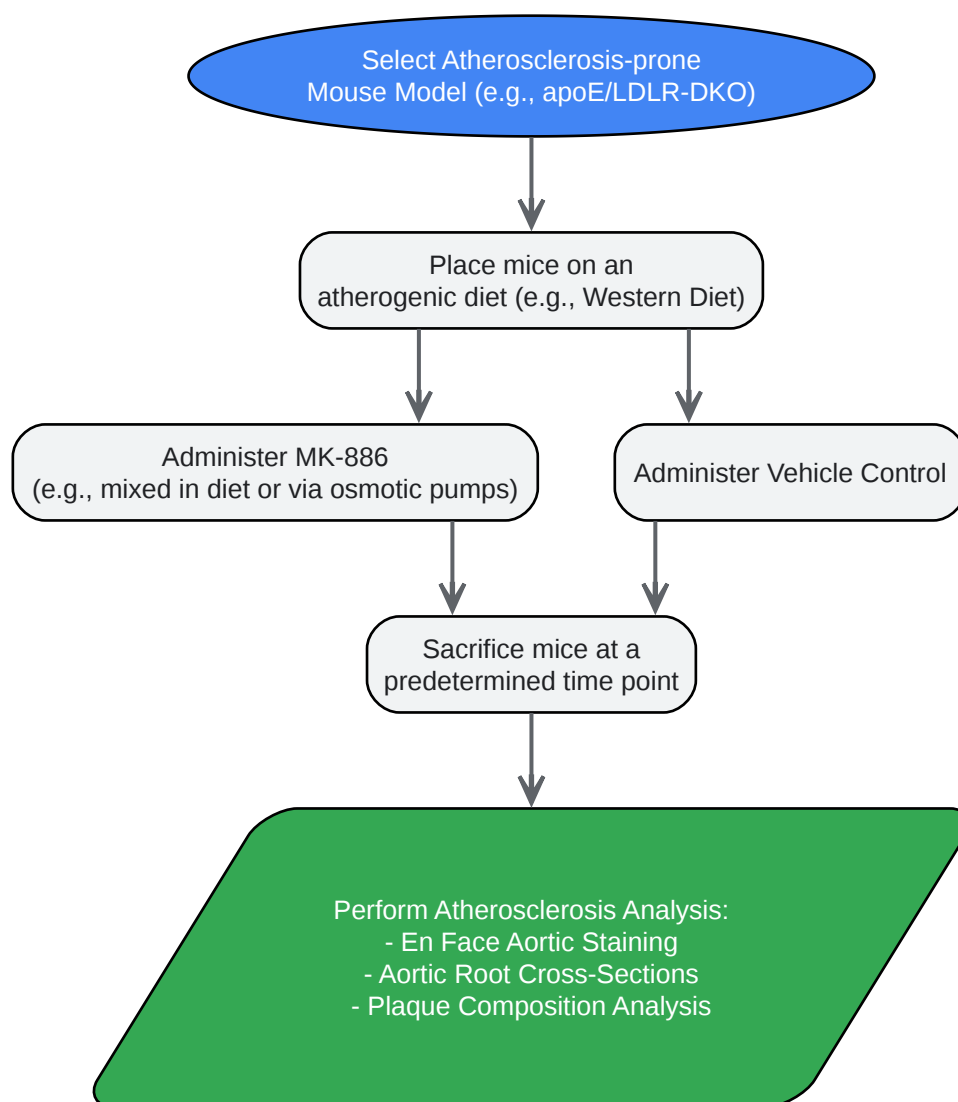 Select Atherosclerosis-prone
Mouse Model (e.g., apoE/LDLR-DKO)
Place mice on an
atherogenic diet (e.g., Western Diet)
Administer MK-886
(e.g., mixed in diet or via osmotic pumps)
Administer Vehicle Control
Sacrifice mice at a
predetermined time point
Perform Atherosclerosis Analysis:
- En Face Aortic Staining
- Aortic Root Cross-Sections
- Plaque Composition Analysis